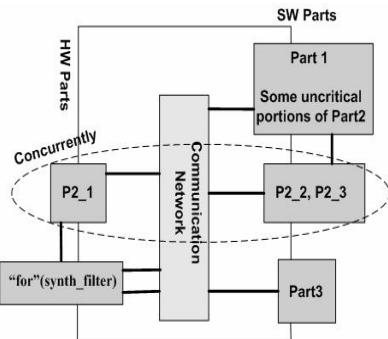 SW Parts
HW Parts
Part 1
Some uncritical
portions of Part2
Concurrently
Communication
Network
P2_1
P2_2, P2_3
“for”(synth_filter)
Part3